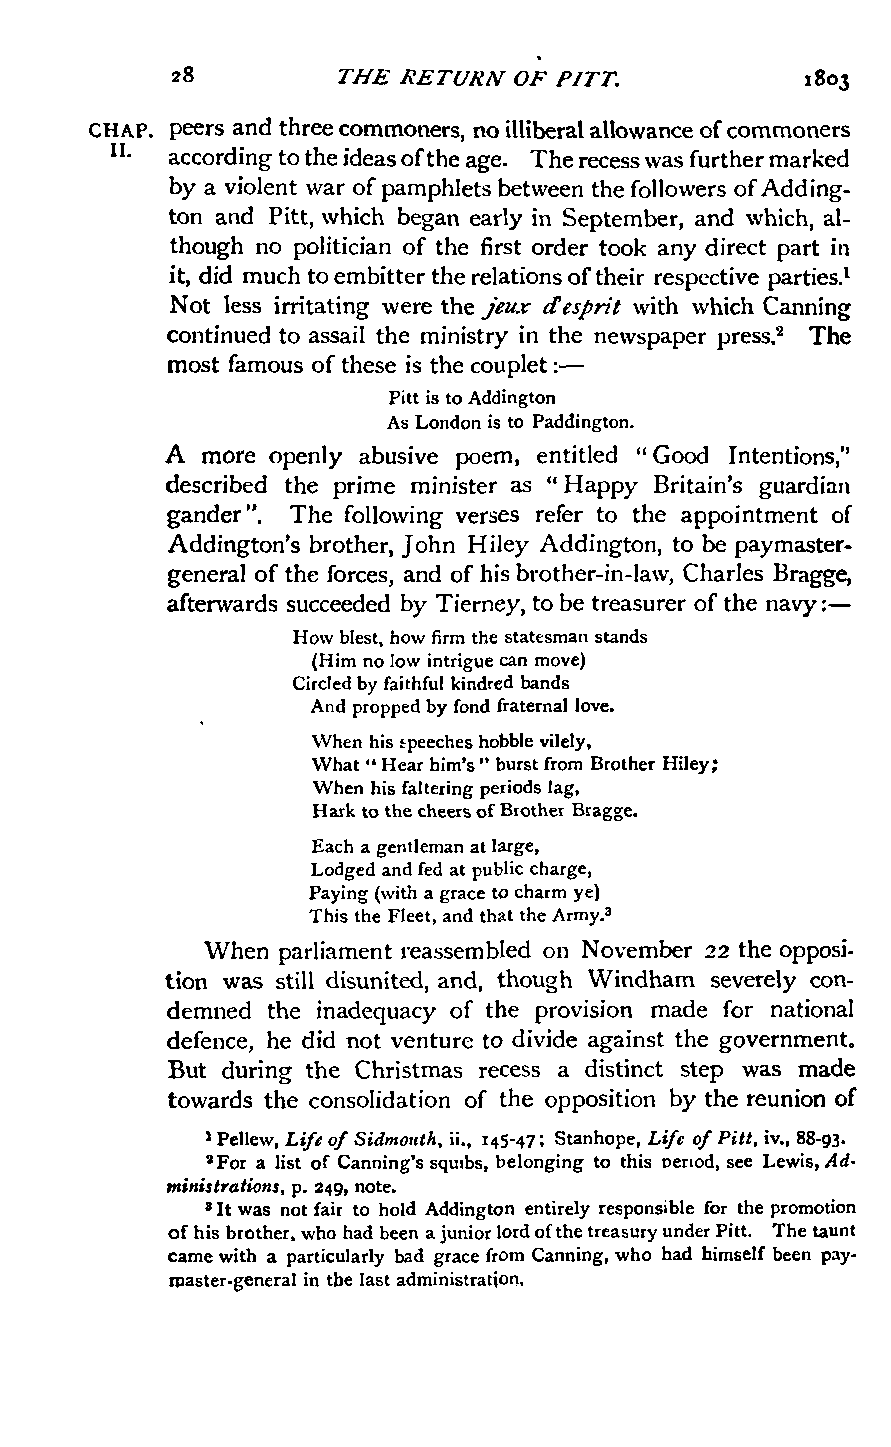 28 THE RETURN OF PITT. 1803
CHAP. peers and three commoners, no illiberal allowance of commoners
II. according to the ideas of the age. The recess was further marked
by a violent war of pamphlets between the followers of Adding-
ton and Pitt, which began early in September, and which, al-
though no politician of the first order took any direct part in
it, did much to embitter the relations of their respective parties.¹
Not less irritating were the jeux d'esprit with which Canning
continued to assail the ministry in the newspaper press.² The
most famous of these is the couplet :—
Pitt is to Addington
As London is to Paddington.
A more openly abusive poem, entitled "Good Intentions,"
described the prime minister as "Happy Britain's guardian
gander". The following verses refer to the appointment of
Addington's brother, John Hiley Addington, to be paymaster-
general of the forces, and of his brother-in-law, Charles Bragge,
afterwards succeeded by Tierney, to be treasurer of the navy :—
How blest, how firm the statesman stands
(Him no low intrigue can move)
Circled by faithful kindred bands
And propped by fond fraternal love.
When his speeches hobble vilely,
What "Hear him's" burst from Brother Hiley;
When his faltering periods lag,
Hark to the cheers of Brother Bragge.
Each a gentleman at large,
Lodged and fed at public charge,
Paying (with a grace to charm ye)
This the Fleet, and that the Army.³
When parliament reassembled on November 22 the opposi-
tion was still disunited, and, though Windham severely con-
demned the inadequacy of the provision made for national
defence, he did not venture to divide against the government.
But during the Christmas recess a distinct step was made
towards the consolidation of the opposition by the reunion of
¹ Pellew, Life of Sidmouth, ii., 145-47; Stanhope, Life of Pitt, iv., 88-93.
² For a list of Canning's squibs, belonging to this period, see Lewis, Ad-
ministrations, p. 249, note.
³ It was not fair to hold Addington entirely responsible for the promotion
of his brother, who had been a junior lord of the treasury under Pitt. The taunt
came with a particularly bad grace from Canning, who had himself been pay-
master-general in the last administration.